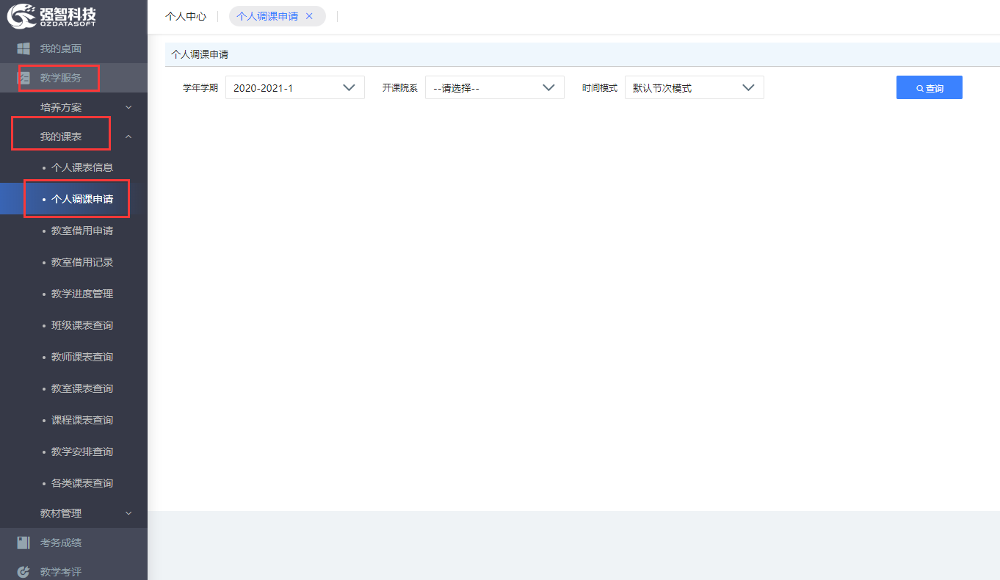 强智科技
QZDATASOFT
我的桌面
教学服务
培养方案
我的课表
个人课表信息
个人调课申请
教室借用申请
教室借用记录
教学进度管理
班级课表查询
教师课表查询
教室课表查询
课程课表查询
教学安排查询
各类课表查询
教材管理
考务成绩
教学考评
个人中心 个人调课申请 ×
个人调课申请
学年学期 2020-2021-1 开课院系 --请选择-- 时间模式 默认节次模式 查询